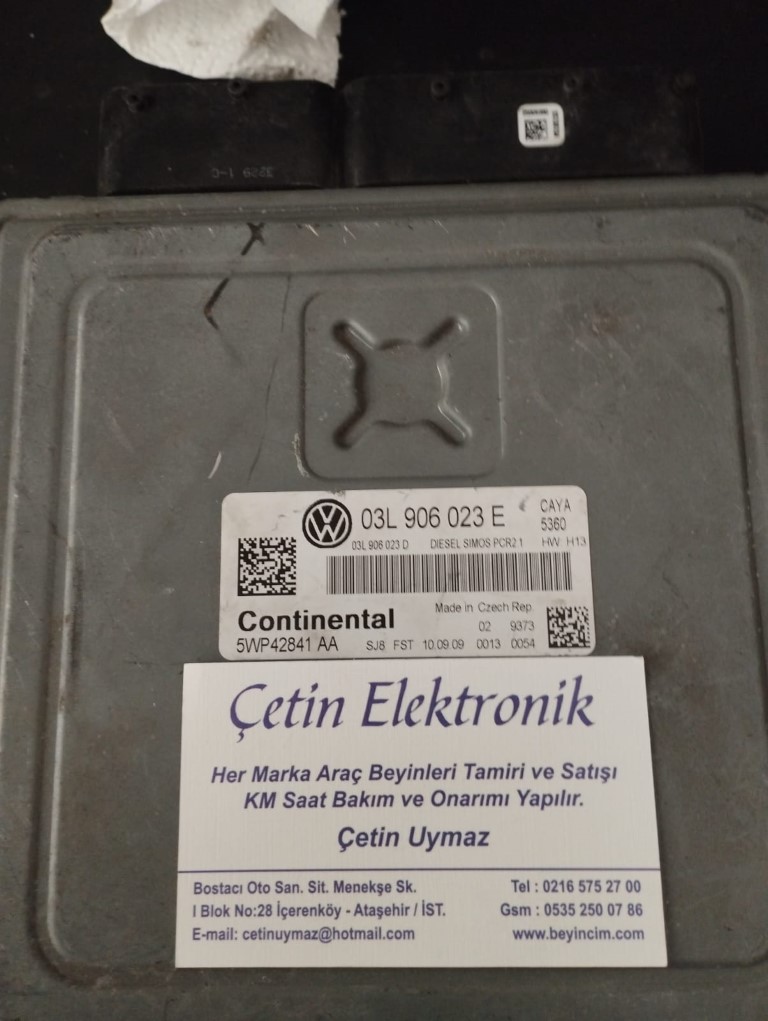 3229 1-C
03L 906 023 E
CAYA
5360
03L 906 023 D DIESEL SIMOS PCR2.1 HW: H13
Made in Czech Rep.
Continental
02 9373
5WP42841 AA SJ8 FST 10.09.09 0013 0054
Çetin Elektronik
Her Marka Araç Beyinleri Tamiri ve Satışı
KM Saat Bakım ve Onarımı Yapılır.
Çetin Uymaz
Bostacı Oto San. Sit. Menekşe Sk.
I Blok No:28 İçerenköy - Ataşehir / İST.
E-mail: cetinuymaz@hotmail.com
Tel : 0216 575 27 00
Gsm : 0535 250 07 86
www.beyincim.com